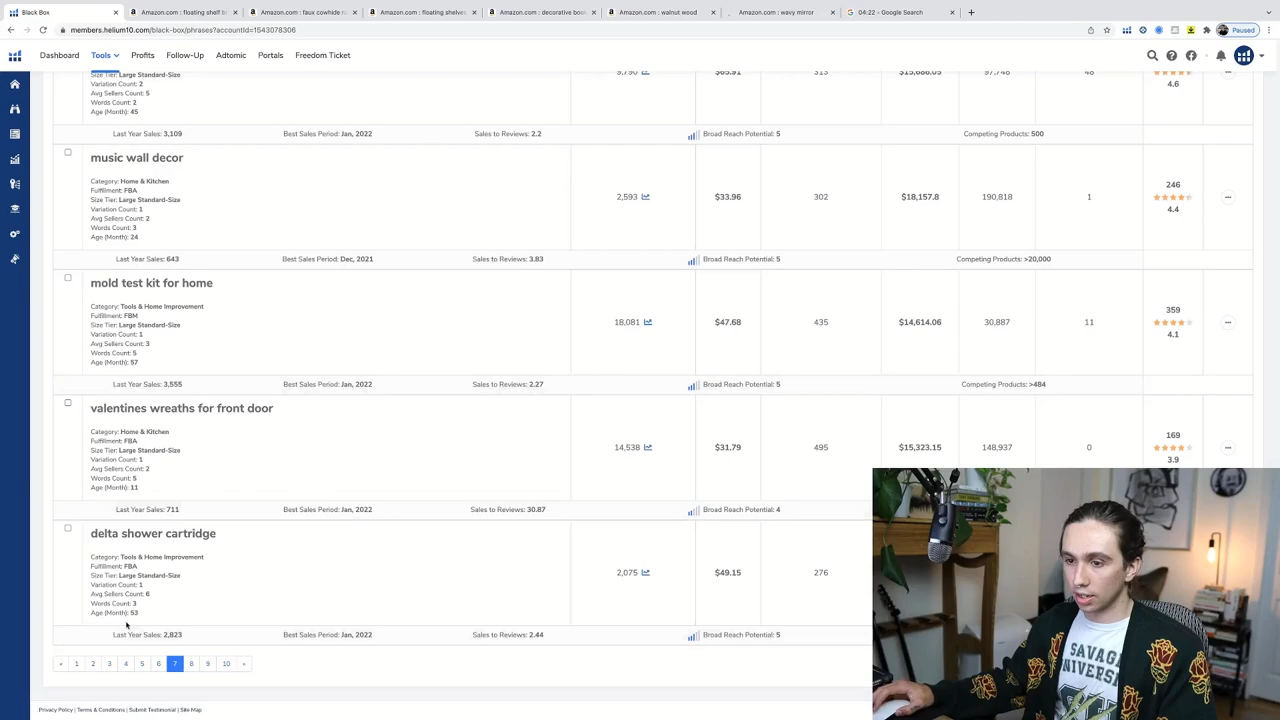 Black Box
Amazon.com : floating shelf b
Amazon.com : faux cowhide ru
Amazon.com : floating shelves
Amazon.com : decorative boo
Amazon.com : walnut wood
Amazon.com : wavy mirror
04:22 - Google Search
members.helium10.com/black-box/phrases?accountId=1543078306
Paused
Dashboard Tools Profits Follow-Up Adtomic Portals Freedom Ticket
Size Tier: Large Standard-Size
Variation Count: 2
Avg Sellers Count: 5
Words Count: 2
Age (Month): 45
9,790 $65.91 313 $15,686.05 97,748 48
4.6
Last Year Sales: 3,109 Best Sales Period: Jan, 2022 Sales to Reviews: 2.2 Broad Reach Potential: 5 Competing Products: 500
music wall decor
Category: Home & Kitchen
Fulfillment: FBA
Size Tier: Large Standard-Size
Variation Count: 1
Avg Sellers Count: 2
Words Count: 3
Age (Month): 24
2,593 $33.96 302 $18,157.8 190,818 1
246
4.4
Last Year Sales: 643 Best Sales Period: Dec, 2021 Sales to Reviews: 3.83 Broad Reach Potential: 5 Competing Products: >20,000
mold test kit for home
Category: Tools & Home Improvement
Fulfillment: FBM
Size Tier: Large Standard-Size
Variation Count: 1
Avg Sellers Count: 3
Words Count: 5
Age (Month): 57
18,081 $47.68 435 $14,614.06 30,887 11
359
4.1
Last Year Sales: 3,555 Best Sales Period: Jan, 2022 Sales to Reviews: 2.27 Broad Reach Potential: 5 Competing Products: >484
valentines wreaths for front door
Category: Home & Kitchen
Fulfillment: FBA
Size Tier: Large Standard-Size
Variation Count: 1
Avg Sellers Count: 2
Words Count: 5
Age (Month): 11
14,538 $31.79 495 $15,323.15 148,937 0
169
3.9
Last Year Sales: 711 Best Sales Period: Jan, 2022 Sales to Reviews: 30.87 Broad Reach Potential: 4
delta shower cartridge
Category: Tools & Home Improvement
Fulfillment: FBA
Size Tier: Large Standard-Size
Variation Count: 1
Avg Sellers Count: 6
Words Count: 3
Age (Month): 53
2,075 $49.15 276
Last Year Sales: 2,823 Best Sales Period: Jan, 2022 Sales to Reviews: 2.44 Broad Reach Potential: 5
« 1 2 3 4 5 6 7 8 9 10 »
Privacy Policy | Terms & Conditions | Submit Testimonial | Site Map
SAVAG
NIVERS